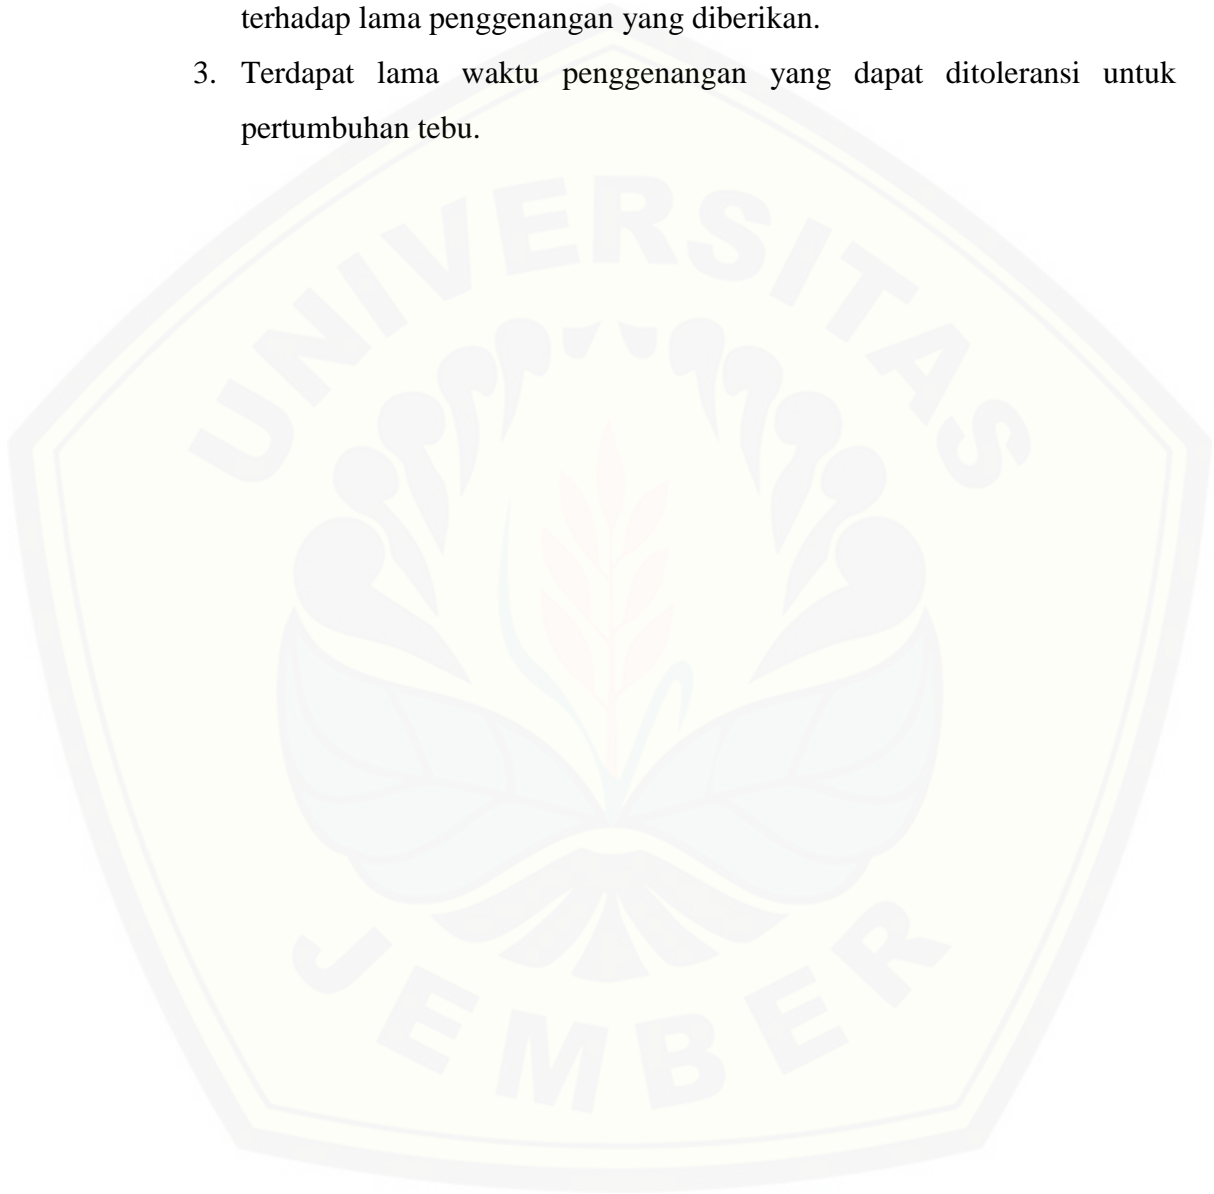 terhadap lama penggenangan yang diberikan.
3. Terdapat lama waktu penggenangan yang dapat ditoleransi untuk
pertumbuhan tebu.
UNIVERSITAS
JEMBER